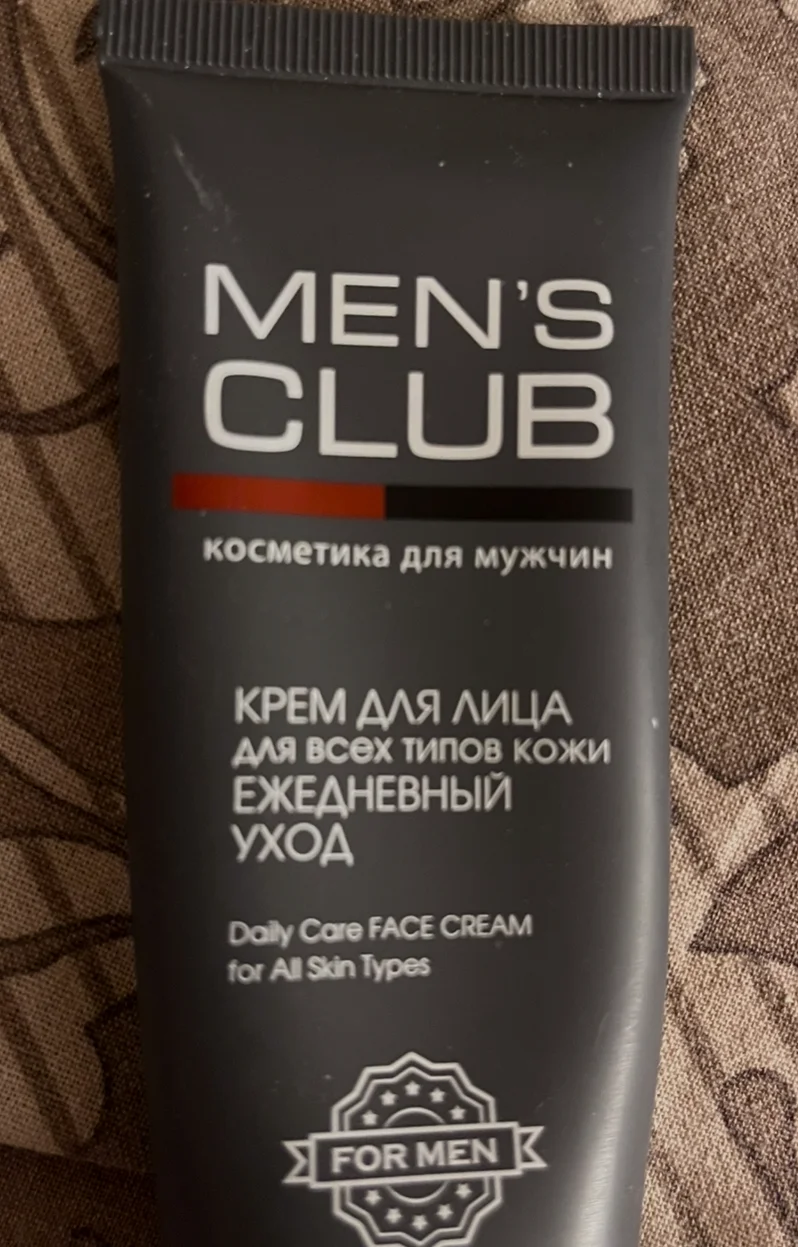 MEN'S
CLUB
косметика для мужчин
КРЕМ ДЛЯ ЛИЦА
ДЛЯ ВСЕХ ТИПОВ КОЖИ
ЕЖЕДНЕВНЫЙ
УХОД
Daily Care FACE CREAM
for All Skin Types
FOR MEN